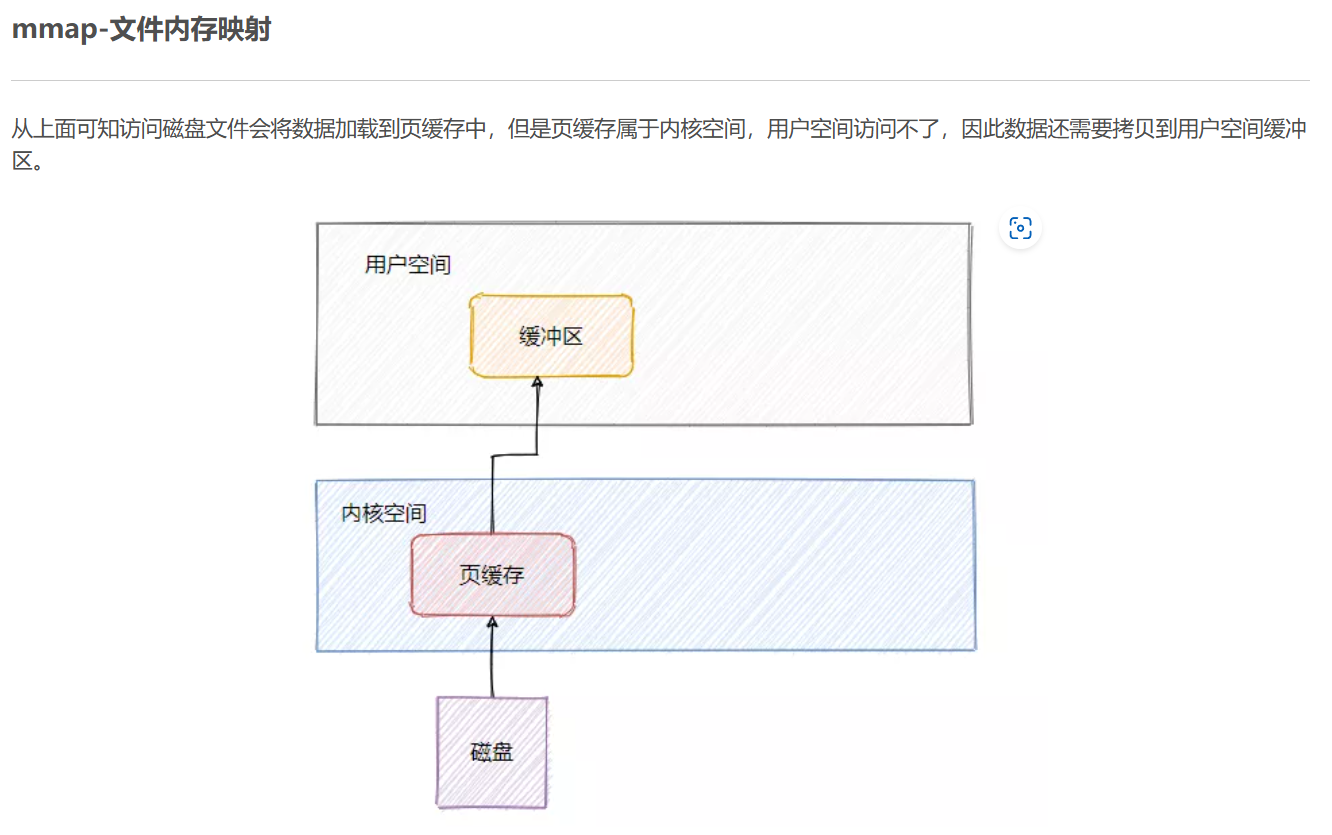 mmap-文件内存映射
从上面可知访问磁盘文件会将数据加载到页缓存中，但是页缓存属于内核空间，用户空间访问不了，因此数据还需要拷贝到用户空间缓冲
区。
用户空间
缓冲区
内核空间
页缓存
磁盘